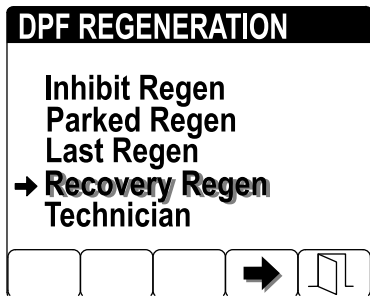 DPF REGENERATION
Inhibit Regen
Parked Regen
Last Regen
Recovery Regen
Technician